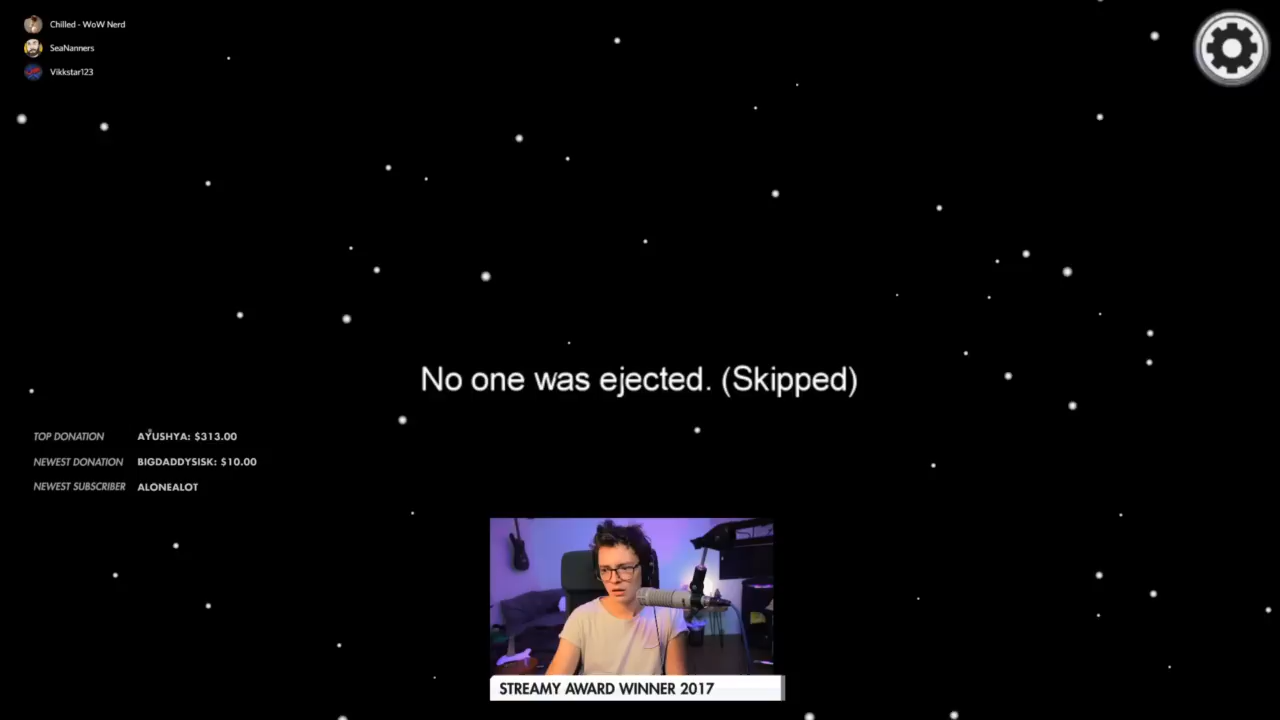 Chilled - WoW Nerd
SeaNanners
Vikkstar123
No one was ejected. (Skipped)
TOP DONATION AYUSHYA: $313.00
NEWEST DONATION BIGDADDYSISK: $10.00
NEWEST SUBSCRIBER ALONEALOT
STREAMY AWARD WINNER 2017